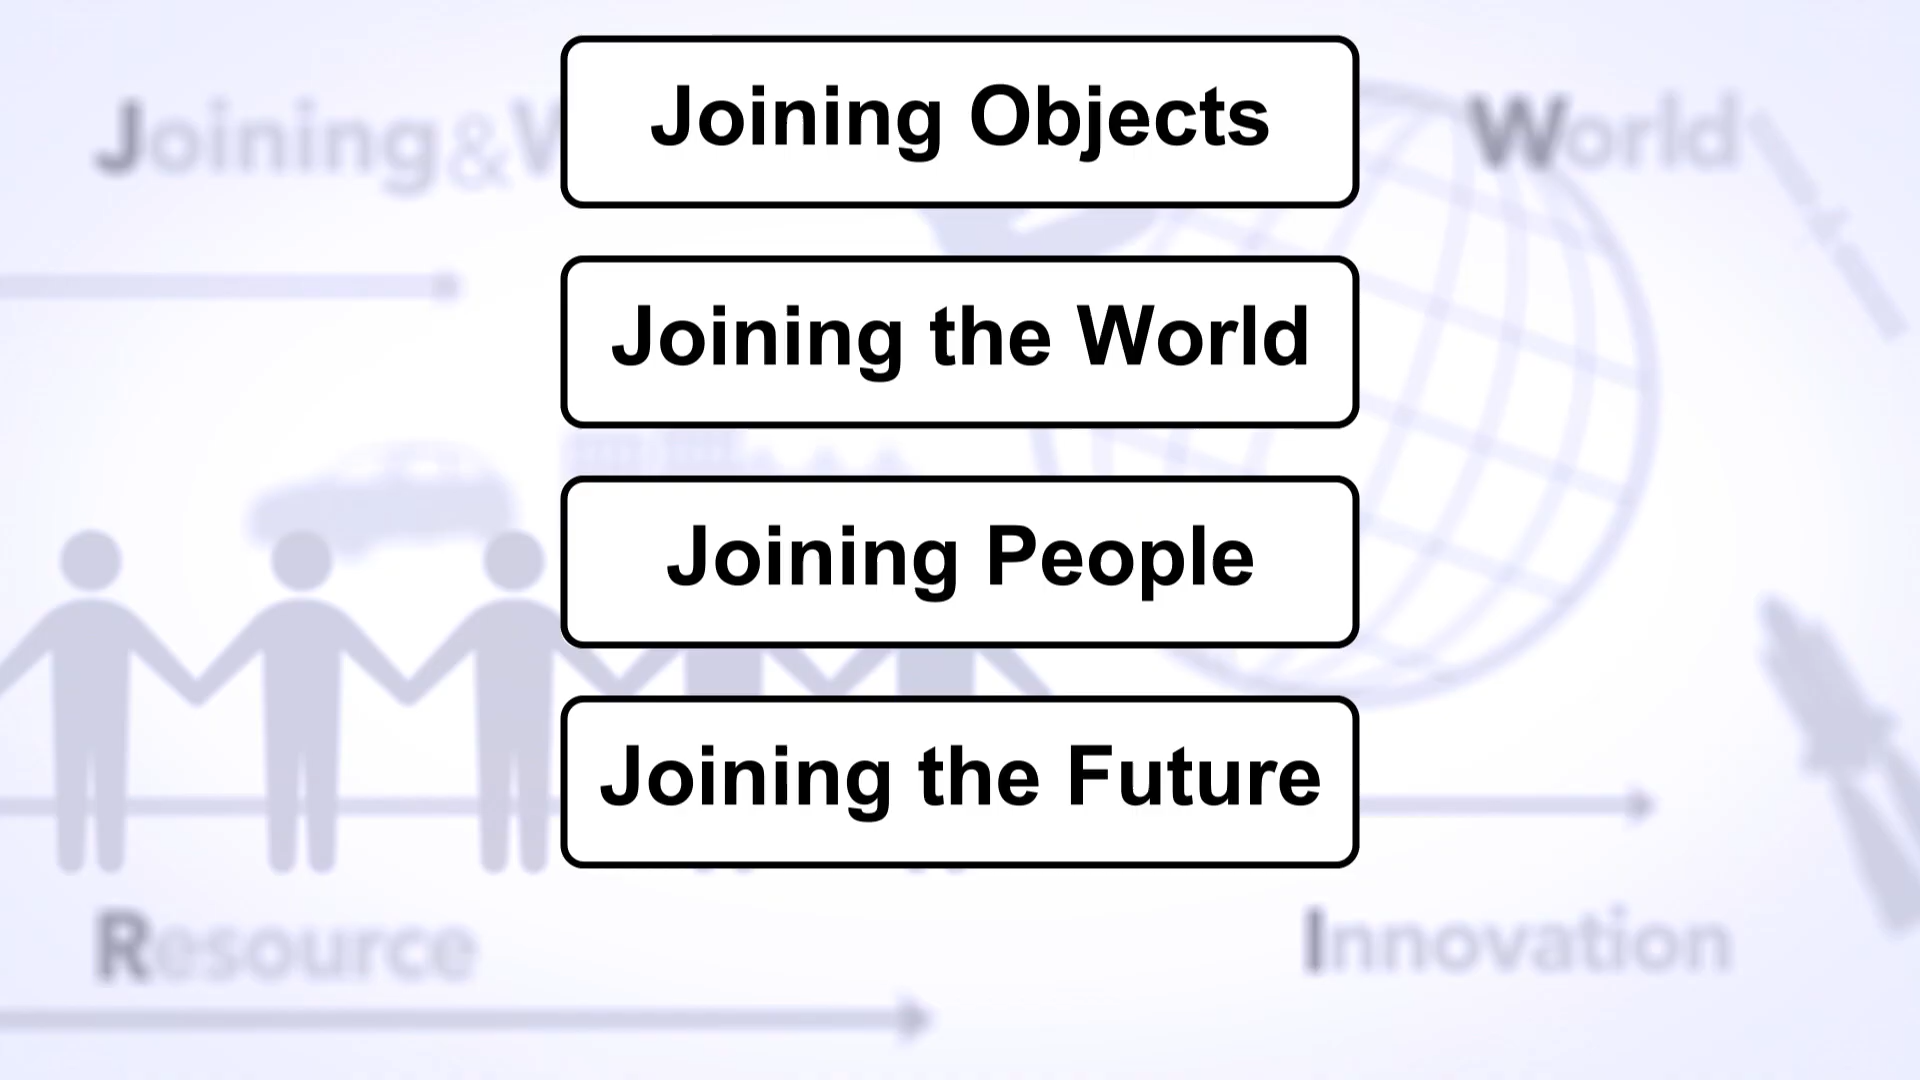 Joining Objects
Joining &
World
Joining the World
Joining People
Joining the Future
Resource
Innovation